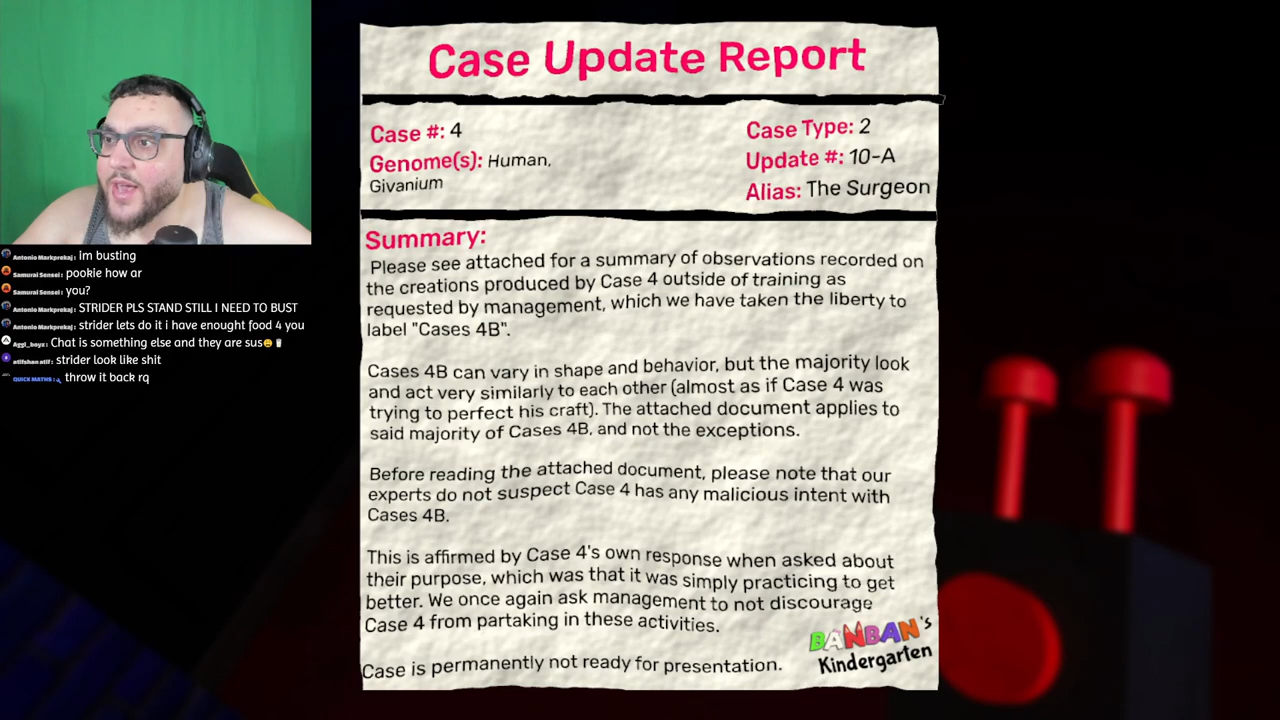 Case Update Report
Case #: 4
Genome(s): Human,
Givanium
Case Type: 2
Update #: 10-A
Alias: The Surgeon
Summary:
Please see attached for a summary of observations recorded on
the creations produced by Case 4 outside of training as
requested by management, which we have taken the liberty to
label "Cases 4B".
Cases 4B can vary in shape and behavior, but the majority look
and act very similarly to each other (almost as if Case 4 was
trying to perfect his craft). The attached document applies to
said majority of Cases 4B, and not the exceptions.
Before reading the attached document, please note that our
experts do not suspect Case 4 has any malicious intent with
Cases 4B.
This is affirmed by Case 4's own response when asked about
their purpose, which was that it was simply practicing to get
better. We once again ask management to not discourage
Case 4 from partaking in these activities.
Case is permanently not ready for presentation.
BANBAN's
Kindergarten
Antonio Markprekaj: im busting
Samurai Sensei: pookie how ar
Samurai Sensei: you?
Antonio Markprekaj: STRIDER PLS STAND STILL I NEED TO BUST
Antonio Markprekaj: strider lets do it i have enought food 4 you
Aggi_boyz: Chat is something else and they are sus😩🥛
atifshan atif: strider look like shit
QUICK MATHS: throw it back rq